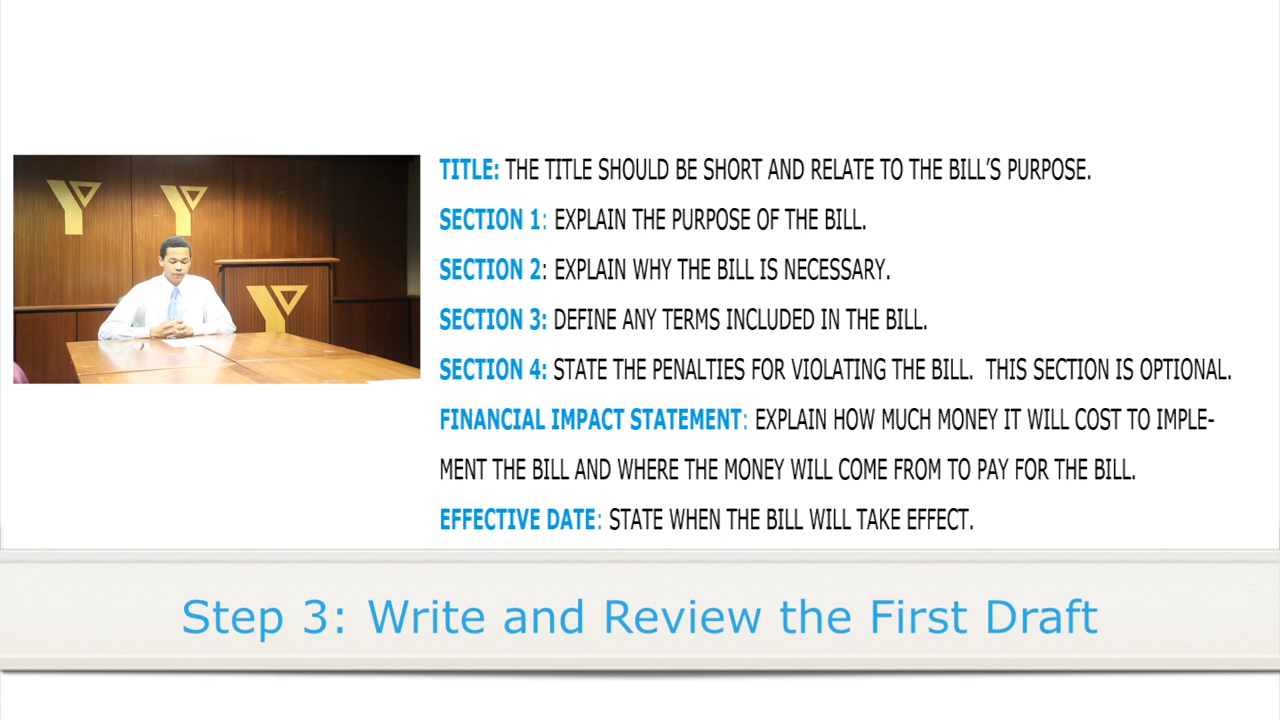 TITLE: THE TITLE SHOULD BE SHORT AND RELATE TO THE BILL'S PURPOSE.
SECTION 1: EXPLAIN THE PURPOSE OF THE BILL.
SECTION 2: EXPLAIN WHY THE BILL IS NECESSARY.
SECTION 3: DEFINE ANY TERMS INCLUDED IN THE BILL.
SECTION 4: STATE THE PENALTIES FOR VIOLATING THE BILL.  THIS SECTION IS OPTIONAL.
FINANCIAL IMPACT STATEMENT: EXPLAIN HOW MUCH MONEY IT WILL COST TO IMPLE-
MENT THE BILL AND WHERE THE MONEY WILL COME FROM TO PAY FOR THE BILL.
EFFECTIVE DATE: STATE WHEN THE BILL WILL TAKE EFFECT.
Step 3: Write and Review the First Draft